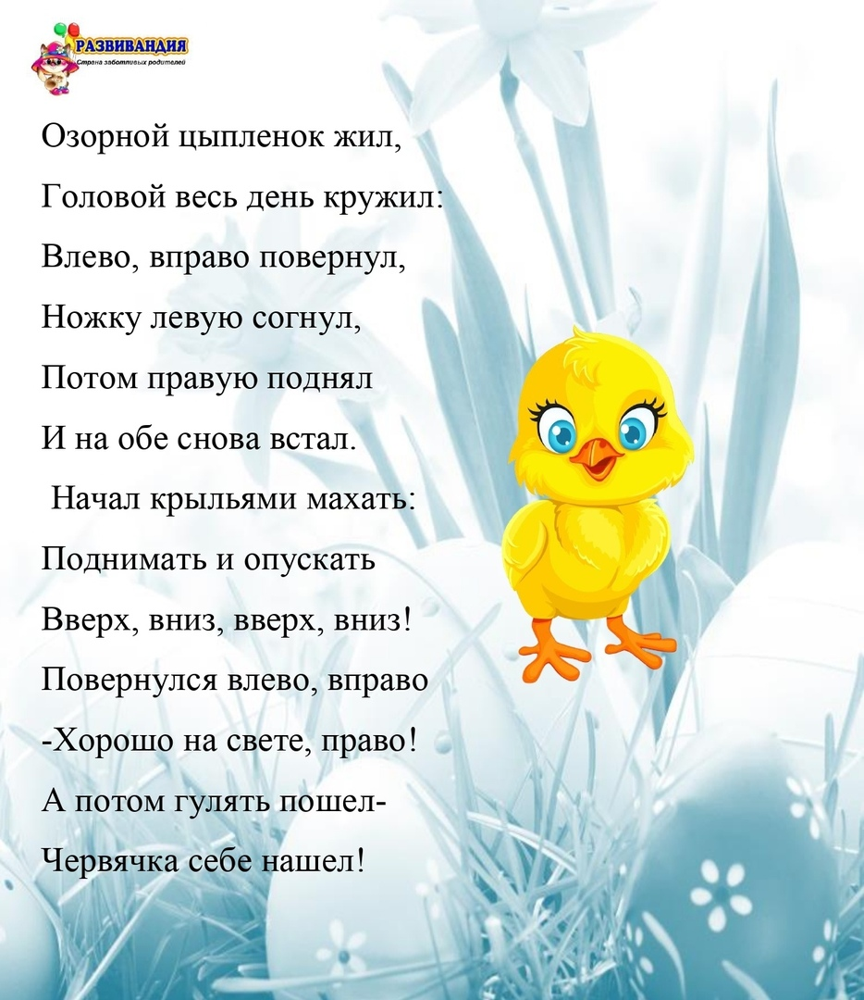 РАЗВИВАНДИЯ
Страна заботливых родителей
Озорной цыпленок жил,
Головой весь день кружил:
Влево, вправо повернул,
Ножку левую согнул,
Потом правую поднял
И на обе снова встал.
Начал крыльями махать:
Поднимать и опускать
Вверх, вниз, вверх, вниз!
Повернулся влево, вправо
-Хорошо на свете, право!
А потом гулять пошел-
Червячка себе нашел!